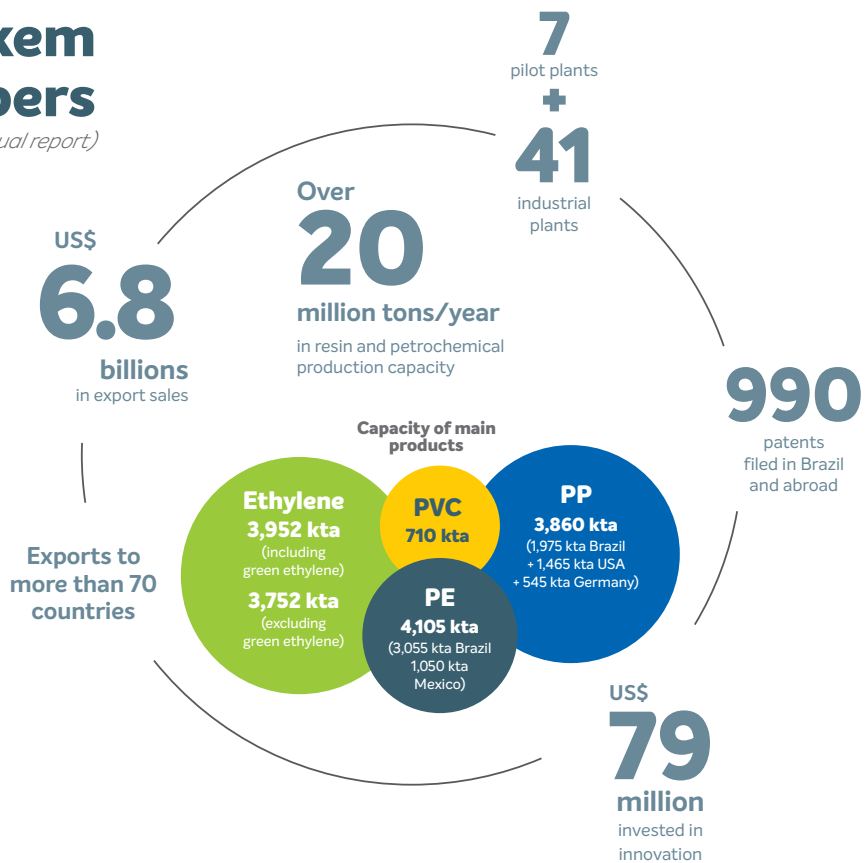 kem
bers
ual report)
7
pilot plants
+
41
industrial
plants
Over
20
million tons/year
in resin and petrochemical
production capacity
US$
6.8
billions
in export sales
990
patents
filed in Brazil
and abroad
Capacity of main
products
Ethylene
3,952 kta
(including
green ethylene)
3,752 kta
(excluding
green ethylene)
PVC
710 kta
PP
3,860 kta
(1,975 kta Brazil
+ 1,465 kta USA
+ 545 kta Germany)
PE
4,105 kta
(3,055 kta Brazil
1,050 kta
Mexico)
Exports to
more than 70
countries
US$
79
million
invested in
innovation